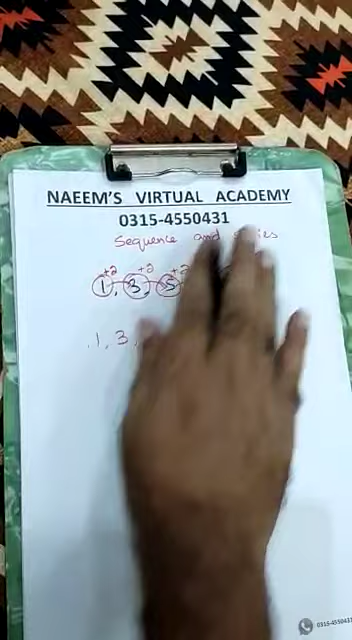 NAEEM'S VIRTUAL ACADEMY
0315-4550431
Sequence and
+2 +2 +2
1, 3, 5
1, 3,
0315-4550431